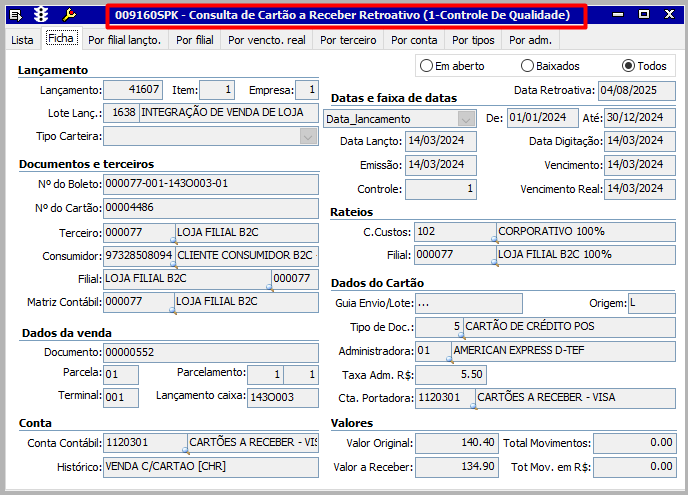 009160SPK - Consulta de Cartão a Receber Retroativo (1-Controle De Qualidade)
Lista Ficha Por filial lançto. Por filial Por vencto. real Por terceiro Por conta Por tipos Por adm.
Em aberto Baixados Todos
Lançamento
Lançamento: 41607 Item: 1 Empresa: 1
Lote Lanç.: 1638 INTEGRAÇÃO DE VENDA DE LOJA
Tipo Carteira:
Data Retroativa: 04/08/2025
Datas e faixa de datas
Data_lancamento De: 01/01/2024 Até: 30/12/2024
Data Lançto: 14/03/2024 Data Digitação: 14/03/2024
Emissão: 14/03/2024 Vencimento: 14/03/2024
Controle: 1 Vencimento Real: 14/03/2024
Documentos e terceiros
Nº do Boleto: 000077-001-143O003-01
Nº do Cartão: 00004486
Terceiro: 000077 LOJA FILIAL B2C
Consumidor: 97328508094 CLIENTE CONSUMIDOR B2C -
Filial: LOJA FILIAL B2C 000077
Matriz Contábil: 000077 LOJA FILIAL B2C
Rateios
C.Custos: 102 CORPORATIVO 100%
Filial: 000077 LOJA FILIAL B2C 100%
Dados do Cartão
Guia Envio/Lote: ... Origem: L
Tipo de Doc.: 5 CARTÃO DE CRÉDITO POS
Administradora: 01 AMERICAN EXPRESS D-TEF
Taxa Adm. R$: 5.50
Cta. Portadora: 1120301 CARTÕES A RECEBER - VISA
Dados da venda
Documento: 00000552
Parcela: 01 Parcelamento: 1 1
Terminal: 001 Lançamento caixa: 143O003
Conta
Conta Contábil: 1120301 CARTÕES A RECEBER - VIS
Histórico: VENDA C/CARTAO [CHR]
Valores
Valor Original: 140.40 Total Movimentos: 0.00
Valor a Receber: 134.90 Tot Mov. em R$: 0.00